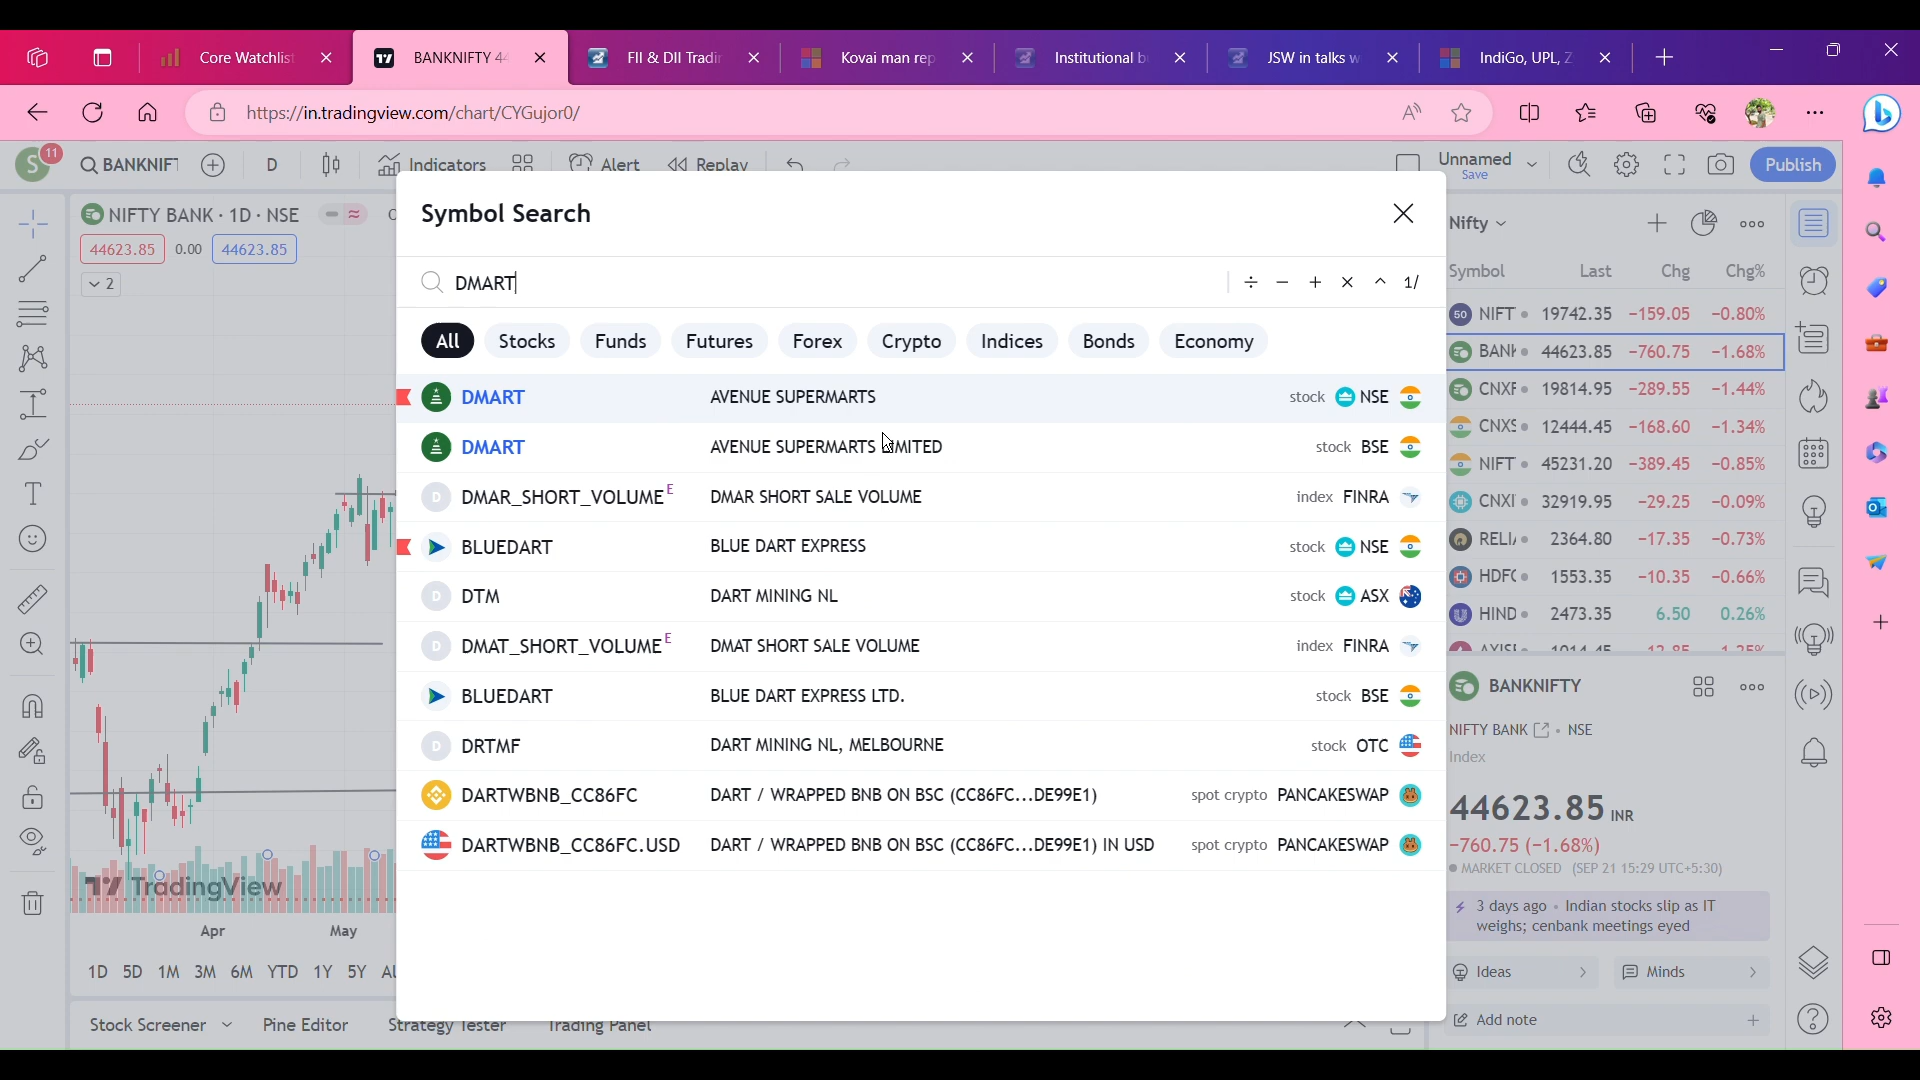 Core Watchlist
BANKNIFTY 44
FII & DII Tradin
Kovai man rep
Institutional b
JSW in talks w
IndiGo, UPL, Z
https://in.tradingview.com/chart/CYGujor0/
S 11
BANKNIFT
D
Indicators
Alert
Replay
Unnamed
Save
Publish
NIFTY BANK · 1D · NSE
44623.85 0.00 44623.85
2
Symbol Search
DMART
÷ − + × ^ 1/
All Stocks Funds Futures Forex Crypto Indices Bonds Economy
DMART AVENUE SUPERMARTS stock NSE
DMART AVENUE SUPERMARTS LIMITED stock BSE
D DMAR_SHORT_VOLUME E DMAR SHORT SALE VOLUME index FINRA
BLUEDART BLUE DART EXPRESS stock NSE
D DTM DART MINING NL stock ASX
D DMAT_SHORT_VOLUME E DMAT SHORT SALE VOLUME index FINRA
BLUEDART BLUE DART EXPRESS LTD. stock BSE
D DRTMF DART MINING NL, MELBOURNE stock OTC
DARTWBNB_CC86FC DART / WRAPPED BNB ON BSC (CC86FC...DE99E1) spot crypto PANCAKESWAP
DARTWBNB_CC86FC.USD DART / WRAPPED BNB ON BSC (CC86FC...DE99E1) IN USD spot crypto PANCAKESWAP
Nifty
Symbol Last Chg Chg%
50 NIFT 19742.35 −159.05 −0.80%
BANK 44623.85 −760.75 −1.68%
CNXF 19814.95 −289.55 −1.44%
CNXS 12444.45 −168.60 −1.34%
NIFT 45231.20 −389.45 −0.85%
CNXI 32919.95 −29.25 −0.09%
RELI 2364.80 −17.35 −0.73%
HDFC 1553.35 −10.35 −0.66%
HIND 2473.35 6.50 0.26%
BANKNIFTY
NIFTY BANK · NSE
Index
44623.85 INR
−760.75 (−1.68%)
MARKET CLOSED (SEP 21 15:29 UTC+5:30)
3 days ago · Indian stocks slip as IT
weighs; cenbank meetings eyed
Ideas
Minds
Add note
TradingView
Apr May
1D 5D 1M 3M 6M YTD 1Y 5Y
Stock Screener Pine Editor Strategy Tester Trading Panel